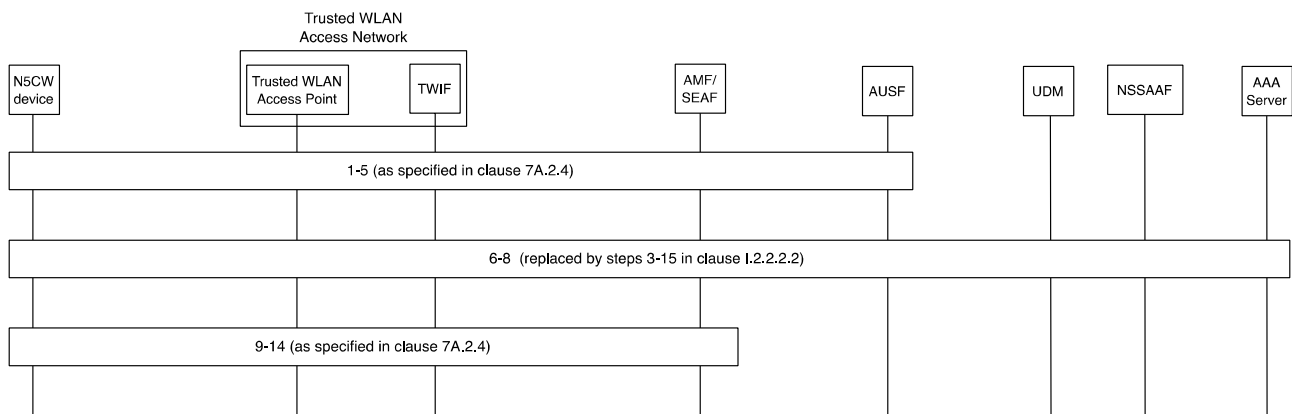 Trusted WLAN
Access Network
N5CW
device
Trusted WLAN
Access Point
TWIF
AMF/
SEAF
AUSF
UDM
NSSAAF
AAA
Server
1-5 (as specified in clause 7A.2.4)
6-8 (replaced by steps 3-15 in clause I.2.2.2.2)
9-14 (as specified in clause 7A.2.4)